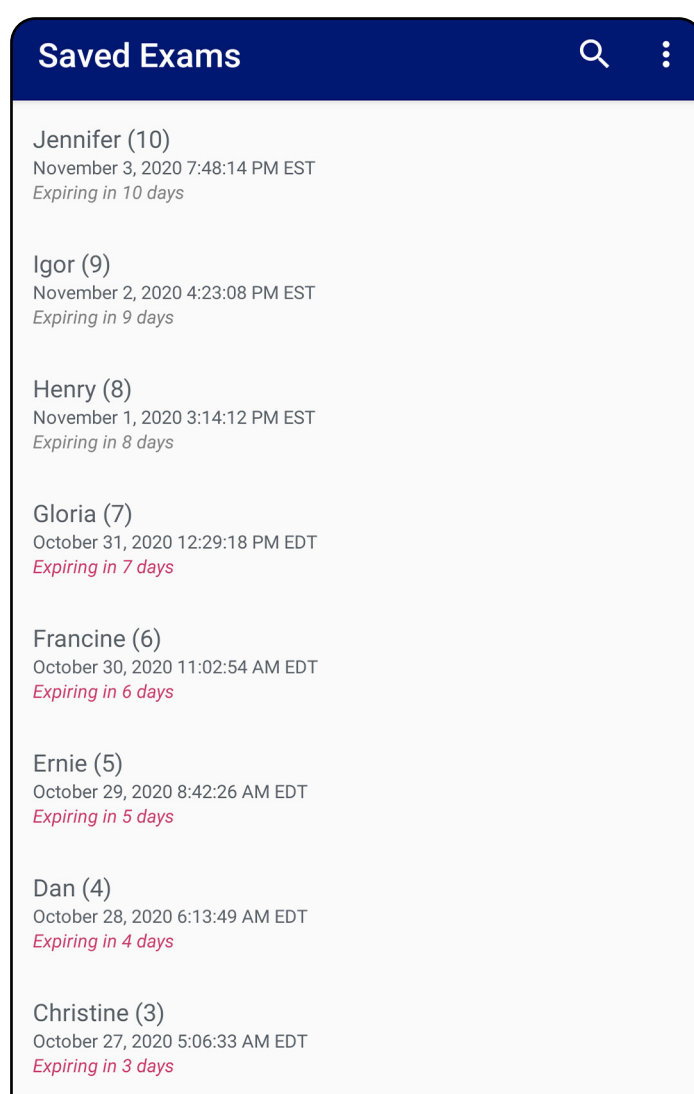 Saved Exams
Jennifer (10)
November 3, 2020 7:48:14 PM EST
Expiring in 10 days
Igor (9)
November 2, 2020 4:23:08 PM EST
Expiring in 9 days
Henry (8)
November 1, 2020 3:14:12 PM EST
Expiring in 8 days
Gloria (7)
October 31, 2020 12:29:18 PM EDT
Expiring in 7 days
Francine (6)
October 30, 2020 11:02:54 AM EDT
Expiring in 6 days
Ernie (5)
October 29, 2020 8:42:26 AM EDT
Expiring in 5 days
Dan (4)
October 28, 2020 6:13:49 AM EDT
Expiring in 4 days
Christine (3)
October 27, 2020 5:06:33 AM EDT
Expiring in 3 days